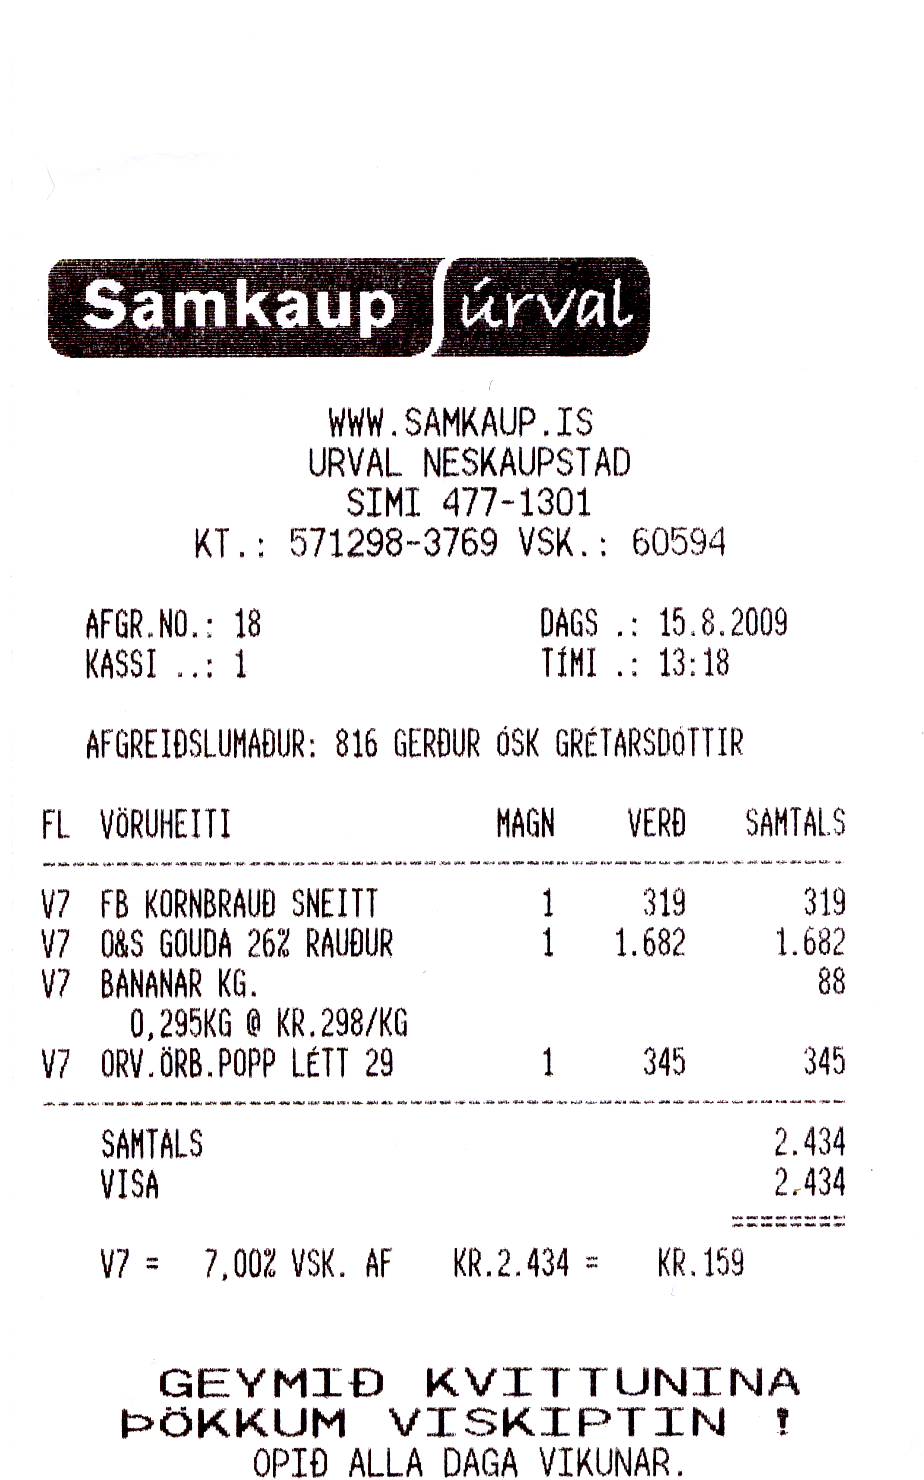 Samkaup úrval
WWW.SAMKAUP.IS
URVAL NESKAUPSTAD
SIMI 477-1301
KT.: 571298-3769 VSK.: 60594
AFGR.NO.: 18 DAGS .: 15.8.2009
KASSI ..: 1 TÍMI .: 13:18
AFGREIÐSLUMAÐUR: 816 GERÐUR ÓSK GRÉTARSDÓTTIR
FL VÖRUHEITI MAGN VERÐ SAMTALS
V7 FB KORNBRAUÐ SNEITT 1 319 319
V7 O&S GOUDA 26% RAUÐUR 1 1.682 1.682
V7 BANANAR KG. 88
0,295KG @ KR.298/KG
V7 ORV.ÖRB.POPP LÉTT 29 1 345 345
SAMTALS 2.434
VISA 2.434
========
V7 = 7,00% VSK. AF KR.2.434 = KR.159
GEYMIÐ KVITTUNINA
ÞÖKKUM VISKIPTIN !
OPIÐ ALLA DAGA VIKUNAR.